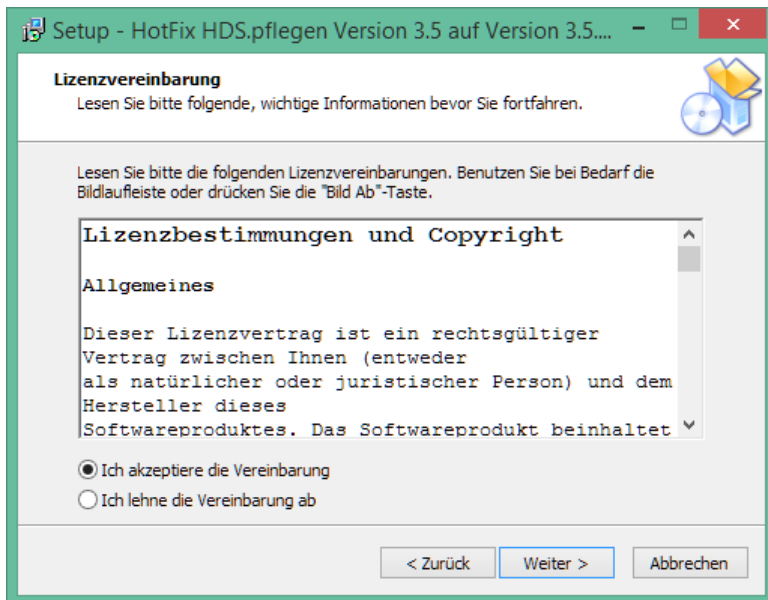 Setup - HotFix HDS.pflegen Version 3.5 auf Version 3.5....
Lizenzvereinbarung
Lesen Sie bitte folgende, wichtige Informationen bevor Sie fortfahren.
Lesen Sie bitte die folgenden Lizenzvereinbarungen. Benutzen Sie bei Bedarf die
Bildlaufleiste oder drücken Sie die "Bild Ab"-Taste.
Lizenzbestimmungen und Copyright
Allgemeines
Dieser Lizenzvertrag ist ein rechtsgültiger
Vertrag zwischen Ihnen (entweder
als natürlicher oder juristischer Person) und dem
Hersteller dieses
Softwareproduktes. Das Softwareprodukt beinhaltet
Ich akzeptiere die Vereinbarung
Ich lehne die Vereinbarung ab
< Zurück Weiter > Abbrechen